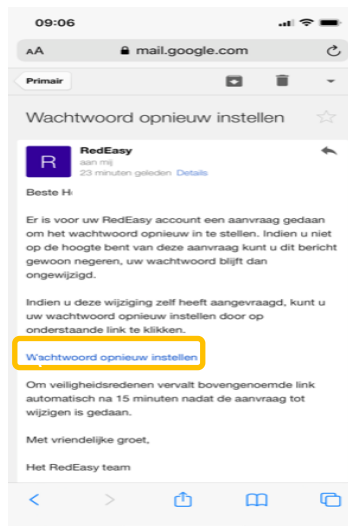 09:06
AA mail.google.com
Primair
Wachtwoord opnieuw instellen
R
RedEasy
aan mij
23 minuten geleden Details
Beste H
Er is voor uw RedEasy account een aanvraag gedaan
om het wachtwoord opnieuw in te stellen. Indien u niet
op de hoogte bent van deze aanvraag kunt u dit bericht
gewoon negeren, uw wachtwoord blijft dan
ongewijzigd.
Indien u deze wijziging zelf heeft aangevraagd, kunt u
uw wachtwoord opnieuw instellen door op
onderstaande link te klikken.
Wachtwoord opnieuw instellen
Om veiligheidsredenen vervalt bovengenoemde link
automatisch na 15 minuten nadat de aanvraag tot
wijzigen is gedaan.
Met vriendelijke groet,
Het RedEasy team